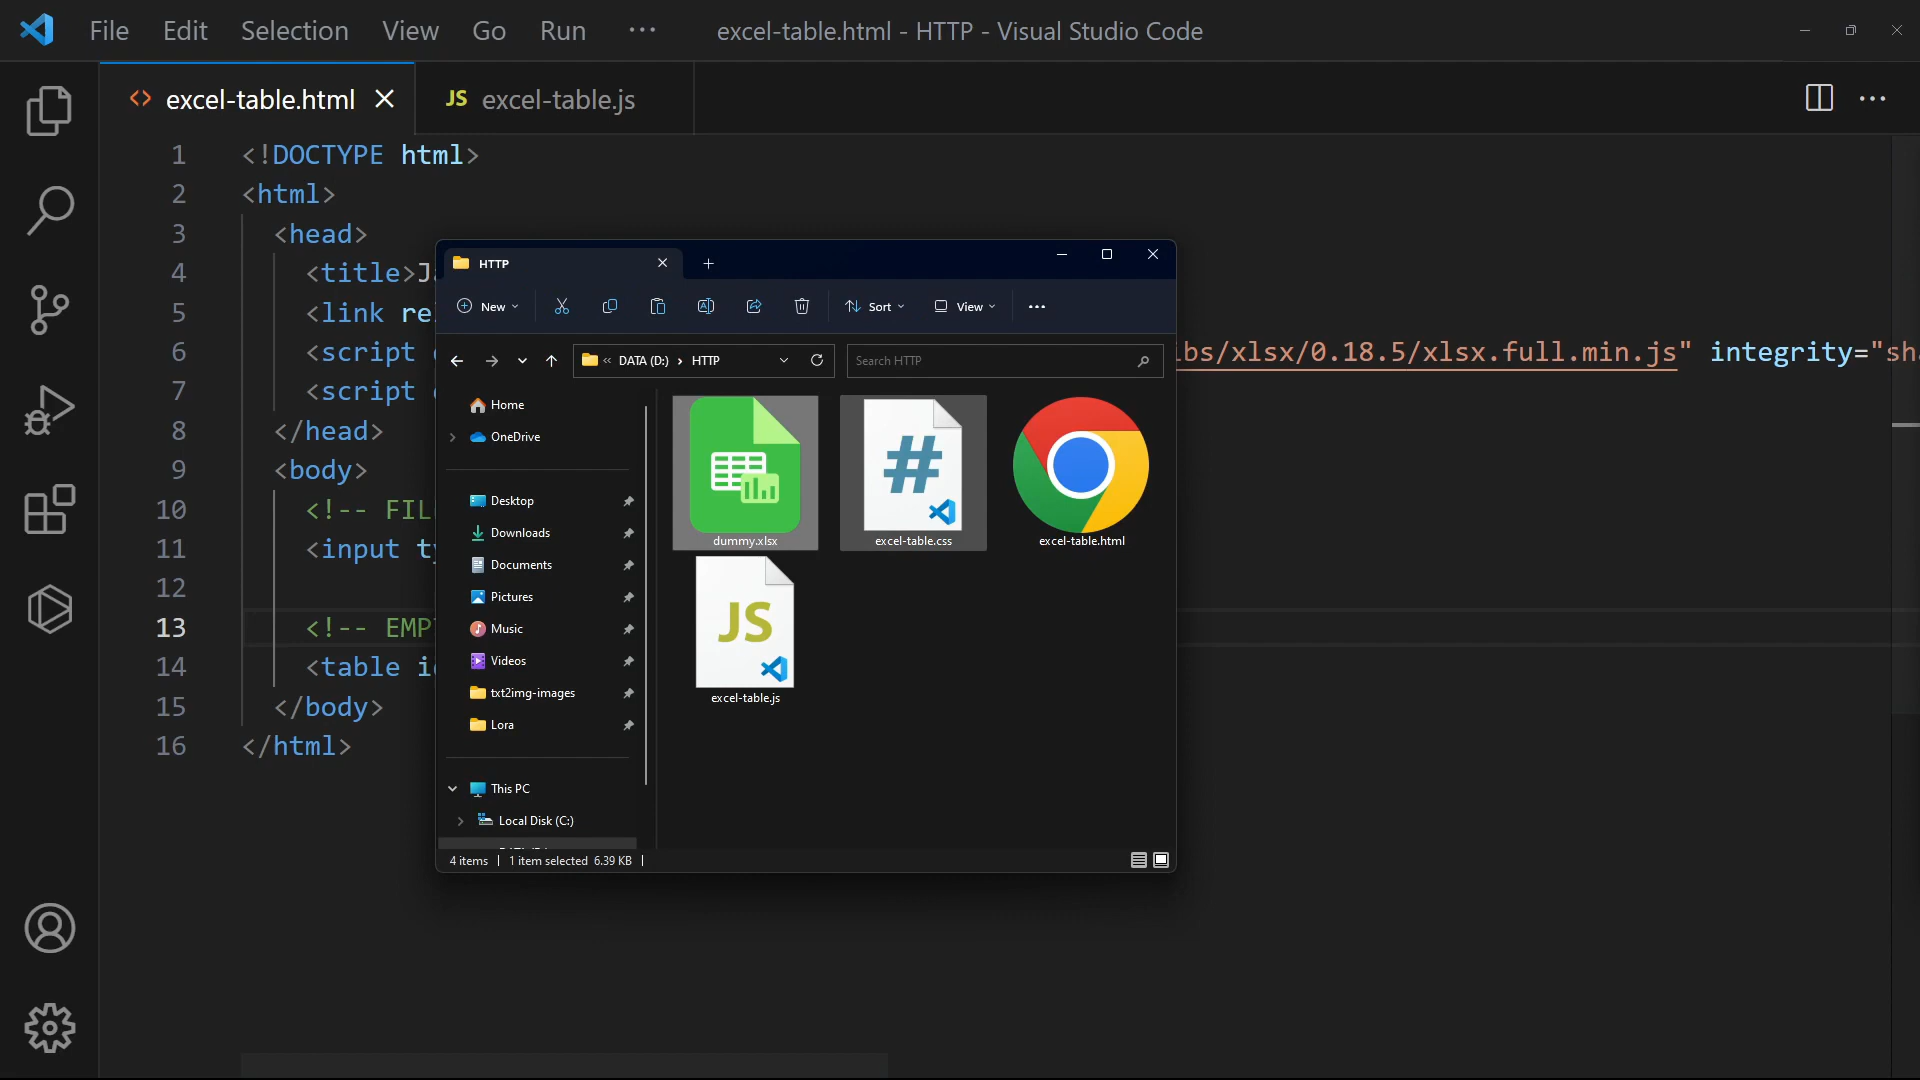 File Edit Selection View Go Run ··· excel-table.html - HTTP - Visual Studio Code
excel-table.html JS excel-table.js
1 <!DOCTYPE html>
2 <html>
3 <head>
4 <title>
5 <link
6 <script
bs/xlsx/0.18.5/xlsx.full.min.js" integrity="sh
7 <script
8 </head>
9 <body>
10 <!--
11 <input
12
13 <!--
14 <table
15 </body>
16 </html>
HTTP
New Sort View
DATA (D:) HTTP Search HTTP
Home
OneDrive
Desktop
Downloads
Documents
Pictures
Music
Videos
txt2img-images
Lora
This PC
Local Disk (C:)
#
dummy.xlsx excel-table.css excel-table.html
JS
excel-table.js
4 items 1 item selected 6.39 KB